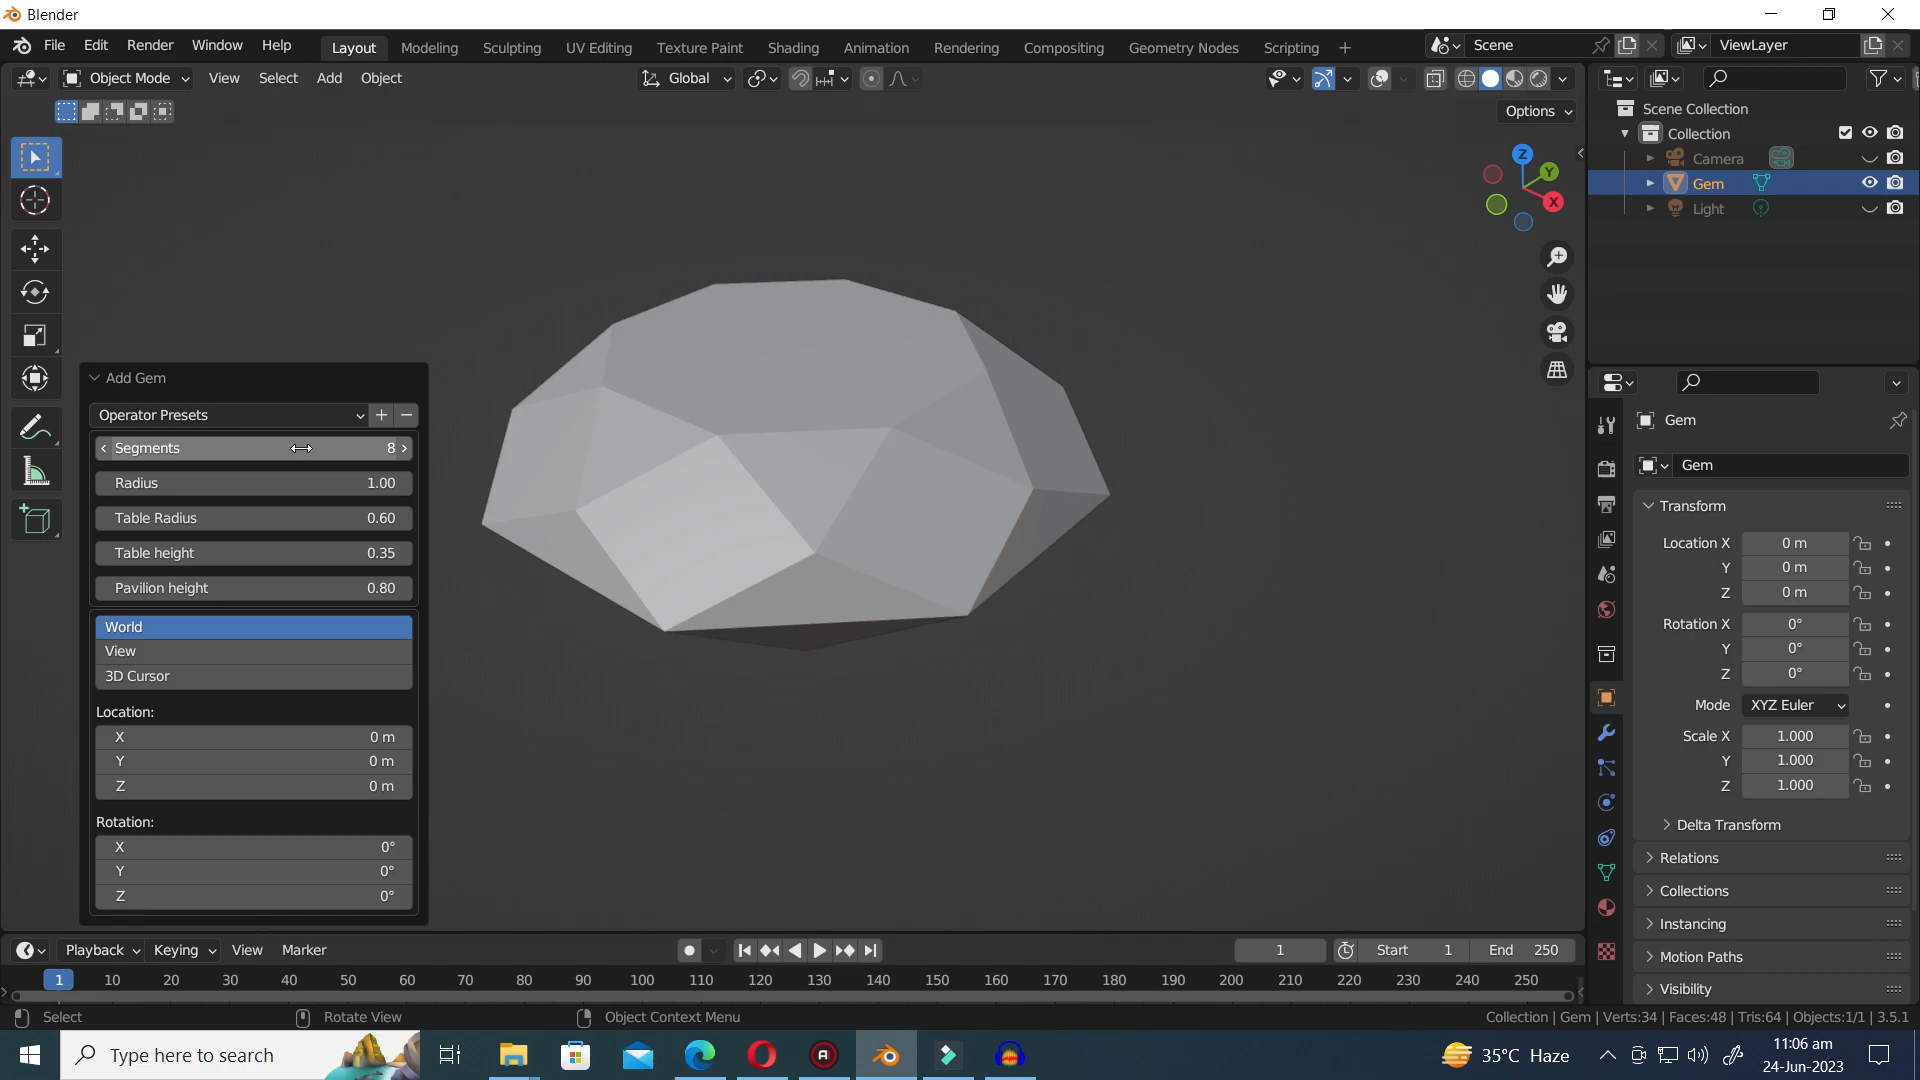 Blender
File Edit Render Window Help Layout Modeling Sculpting UV Editing Texture Paint Shading Animation Rendering Compositing Geometry Nodes Scripting + Scene ViewLayer
Object Mode View Select Add Object Global
Options
Scene Collection
Collection
Camera
Gem
Light
Z
Y
X
Add Gem
Operator Presets
Segments 8
Radius 1.00
Table Radius 0.60
Table height 0.35
Pavilion height 0.80
World
View
3D Cursor
Location:
X 0 m
Y 0 m
Z 0 m
Rotation:
X 0°
Y 0°
Z 0°
Gem
Gem
Transform
Location X 0 m
Y 0 m
Z 0 m
Rotation X 0°
Y 0°
Z 0°
Mode XYZ Euler
Scale X 1.000
Y 1.000
Z 1.000
Delta Transform
Relations
Collections
Instancing
Motion Paths
Visibility
Playback Keying View Marker 1 Start 1 End 250
1 10 20 30 40 50 60 70 80 90 100 110 120 130 140 150 160 170 180 190 200 210 220 230 240 250
Select Rotate View Object Context Menu Collection | Gem | Verts:34 | Faces:48 | Tris:64 | Objects:1/1 | 3.5.1
Type here to search 35°C Haze 11:06 am
24-Jun-2023